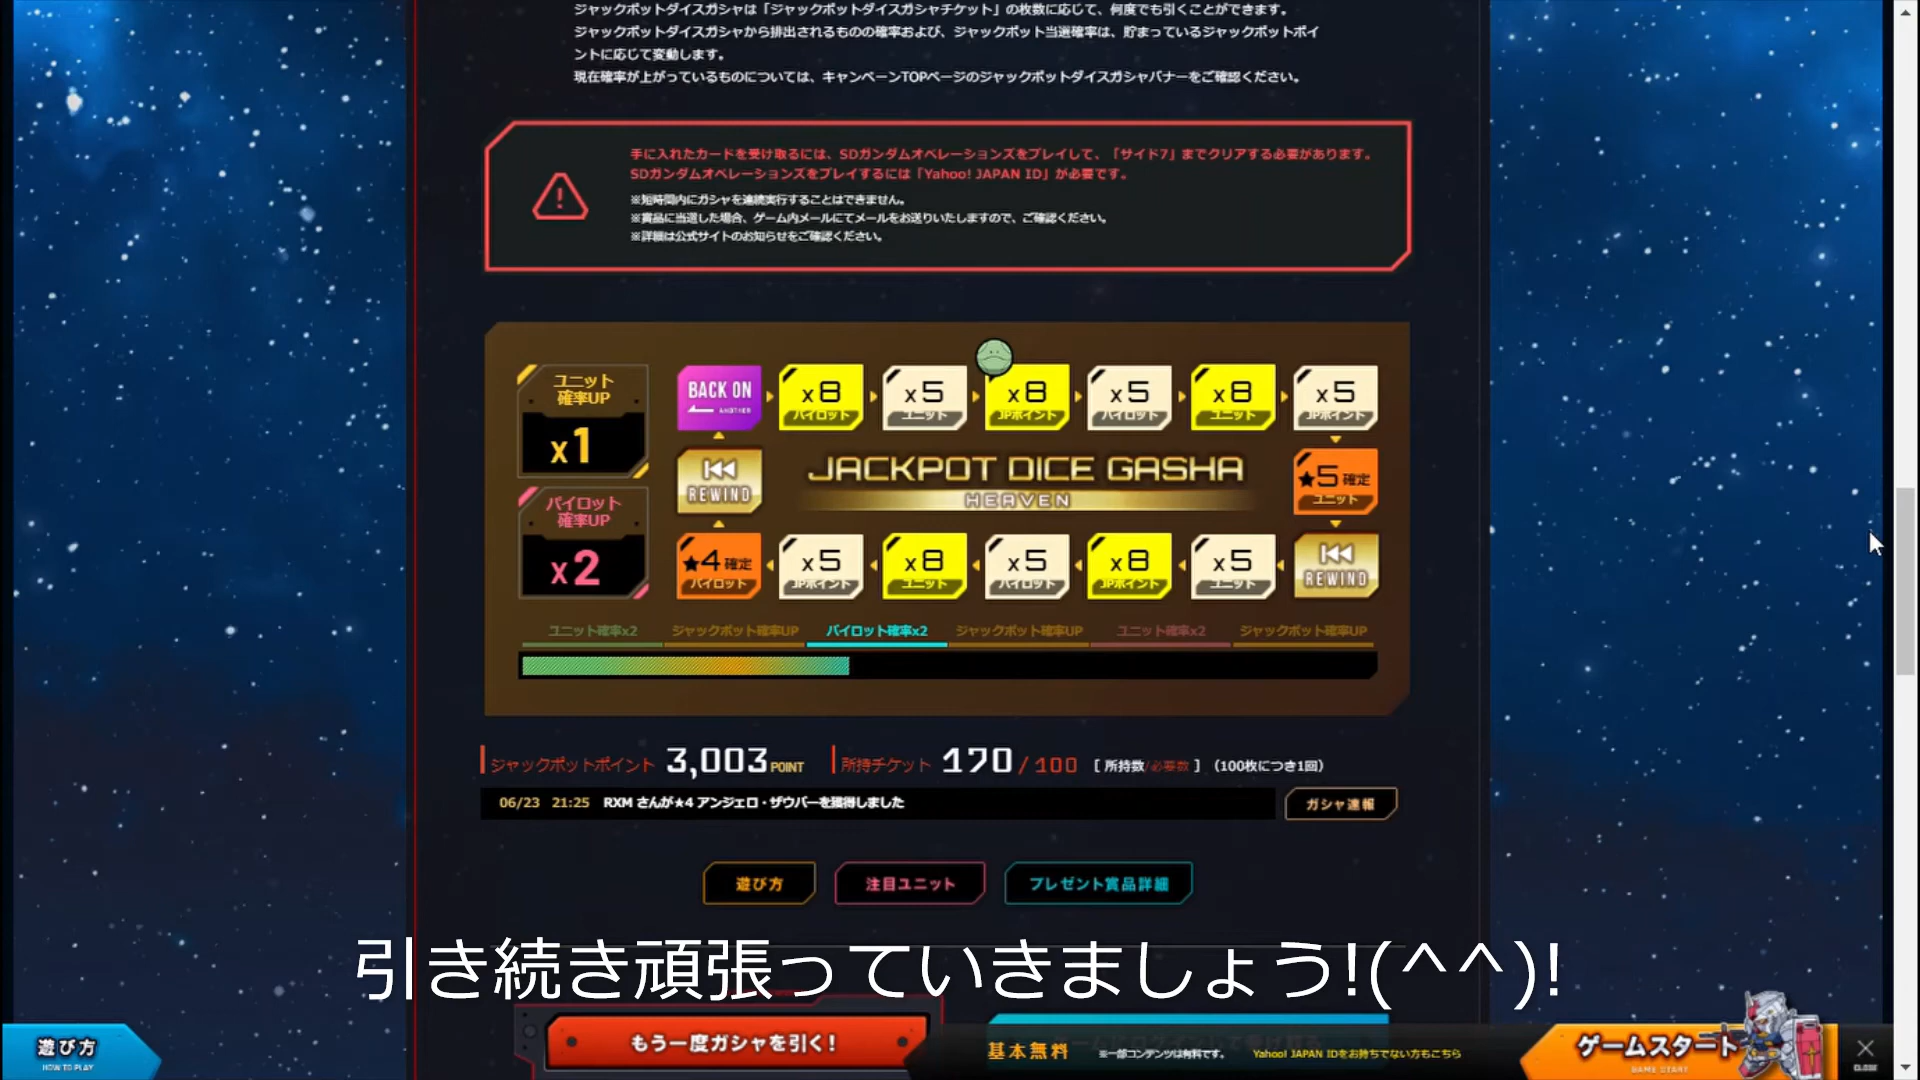 ジャックポットダイスガシャは「ジャックポットダイスガシャチケット」の枚数に応じて、何度でも引くことができます。
ジャックポットダイスガシャから排出されるものの確率および、ジャックポット当選確率は、貯まっているジャックポットポイ
ントに応じて変動します。
現在確率が上がっているものについては、キャンペーンTOPページのジャックポットダイスガシャバナーをご確認ください。
手に入れたカードを受け取るには、SDガンダムオペレーションズをプレイして、「サイド7」までクリアする必要があります。
SDガンダムオペレーションズをプレイするには「Yahoo! JAPAN ID」が必要です。
※短時間内にガシャを連続実行することはできません。
※賞品に当選した場合、ゲーム内メールにてメールをお送りいたしますので、ご確認ください。
※詳細は公式サイトのお知らせをご確認ください。
ユニット
確率UP
x1
パイロット
確率UP
x2
BACK ON
ANOTHER
x8
パイロット
x5
ユニット
x8
JPポイント
x5
パイロット
x8
ユニット
x5
JPポイント
REWIND
JACKPOT DICE GASHA
HEAVEN
★5確定
ユニット
★4確定
パイロット
x5
JPポイント
x8
ユニット
x5
パイロット
x8
JPポイント
x5
ユニット
REWIND
ユニット確率x2 ジャックポット確率UP パイロット確率x2 ジャックポット確率UP ユニット確率x2 ジャックポット確率UP
ジャックポットポイント 3,003POINT 所持チケット 170/100 [ 所持数/必要数 ] (100枚につき1回)
06/23 21:25 RXM さんが★4 アンジェロ・ザウパーを獲得しました
ガシャ速報
遊び方
注目ユニット
プレゼント賞品詳細
引き続き頑張っていきましょう!(^^)!
もう一度ガシャを引く!
遊び方
HOW TO PLAY
基本無料 ※一部コンテンツは有料です。 Yahoo! JAPAN IDをお持ちでない方もこちら
ゲームスタート
GAME START
CLOSE